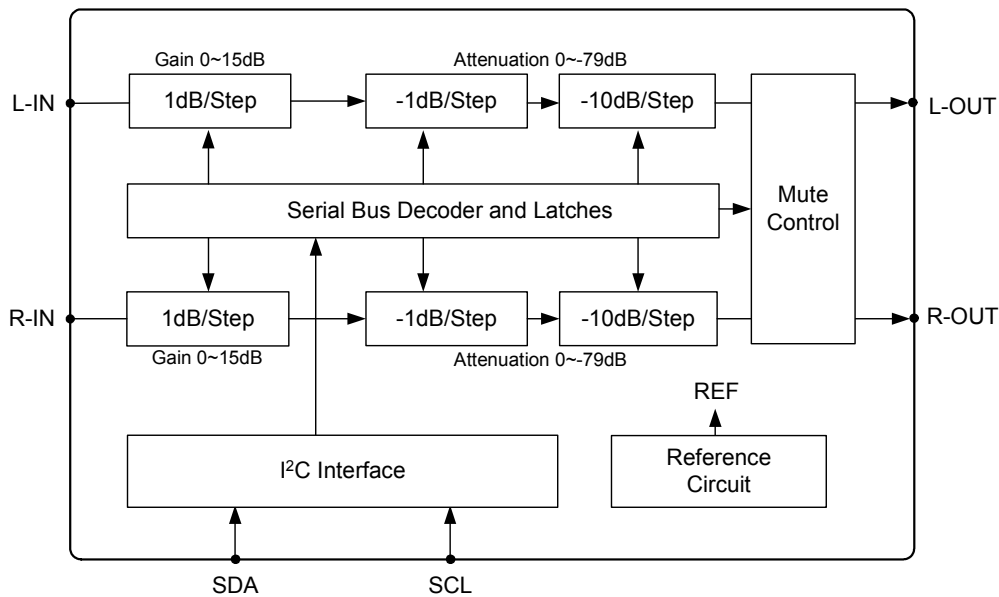 Gain 0~15dB
Attenuation 0~-79dB
L-IN
1dB/Step
-1dB/Step
-10dB/Step
L-OUT
Serial Bus Decoder and Latches
Mute
Control
R-IN
1dB/Step
-1dB/Step
-10dB/Step
R-OUT
Gain 0~15dB
Attenuation 0~-79dB
REF
I²C Interface
Reference
Circuit
SDA
SCL